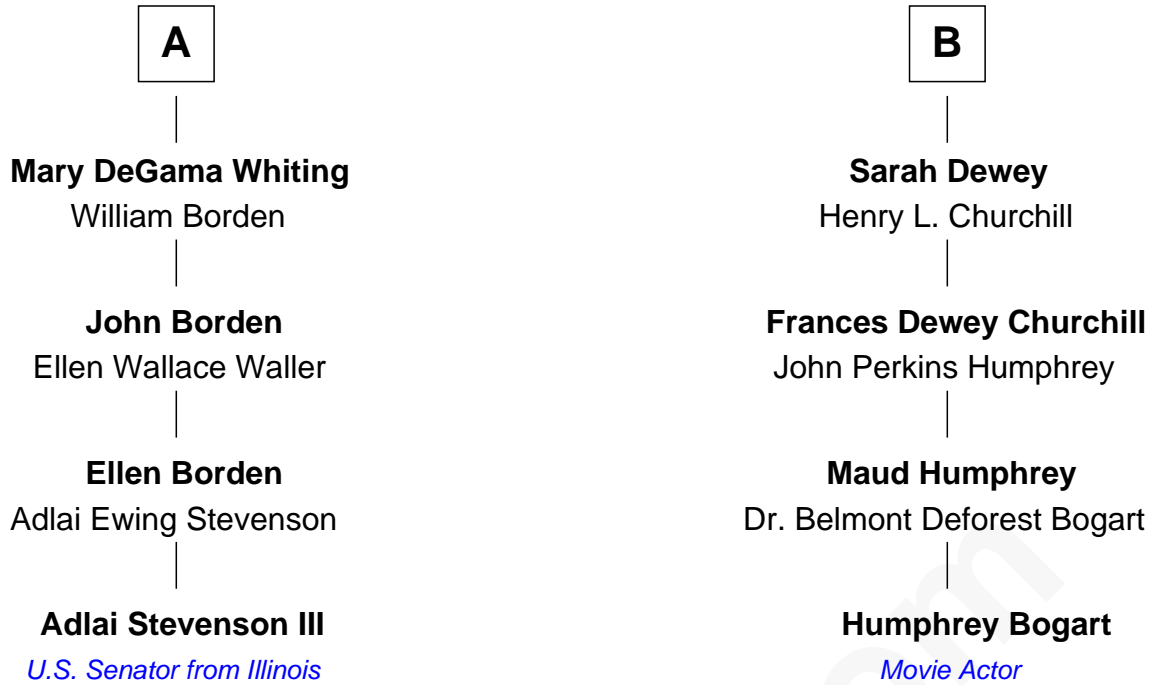 A
Mary DeGama Whiting
William Borden
John Borden
Ellen Wallace Waller
Ellen Borden
Adlai Ewing Stevenson
Adlai Stevenson III
U.S. Senator from Illinois
B
Sarah Dewey
Henry L. Churchill
Frances Dewey Churchill
John Perkins Humphrey
Maud Humphrey
Dr. Belmont Deforest Bogart
Humphrey Bogart
Movie Actor